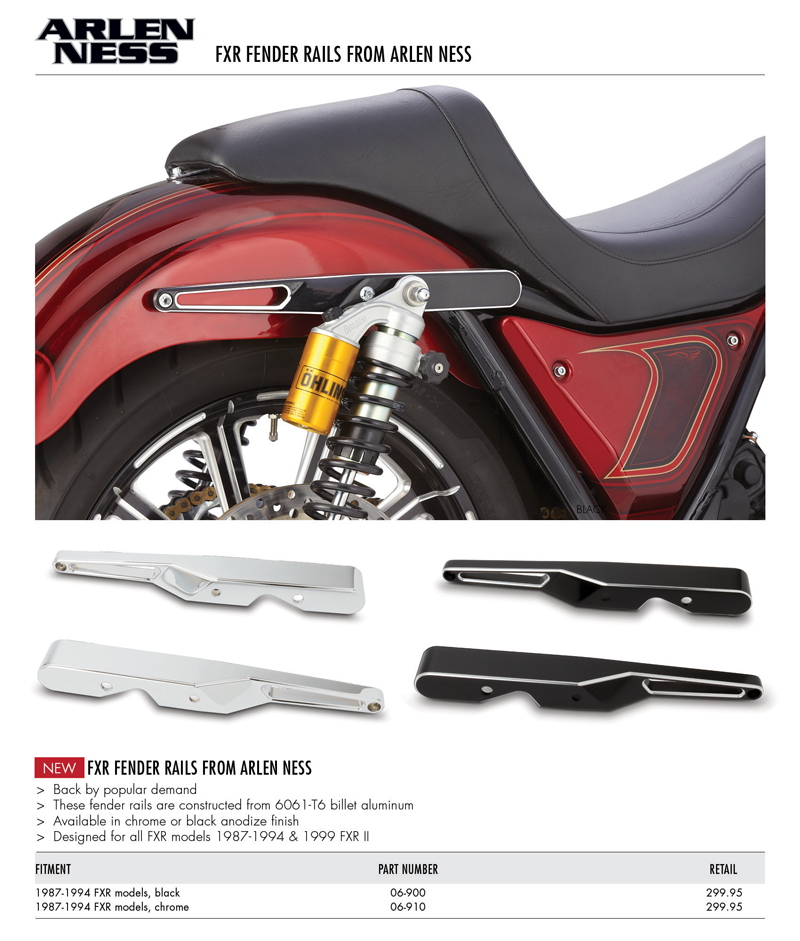 ARLEN
NESS
FXR FENDER RAILS FROM ARLEN NESS
ÖHLIN
BLACK
NEW FXR FENDER RAILS FROM ARLEN NESS
> Back by popular demand
> These fender rails are constructed from 6061-T6 billet aluminum
> Available in chrome or black anodize finish
> Designed for all FXR models 1987-1994 & 1999 FXR II
FITMENT PART NUMBER RETAIL
1987-1994 FXR models, black 06-900 299.95
1987-1994 FXR models, chrome 06-910 299.95